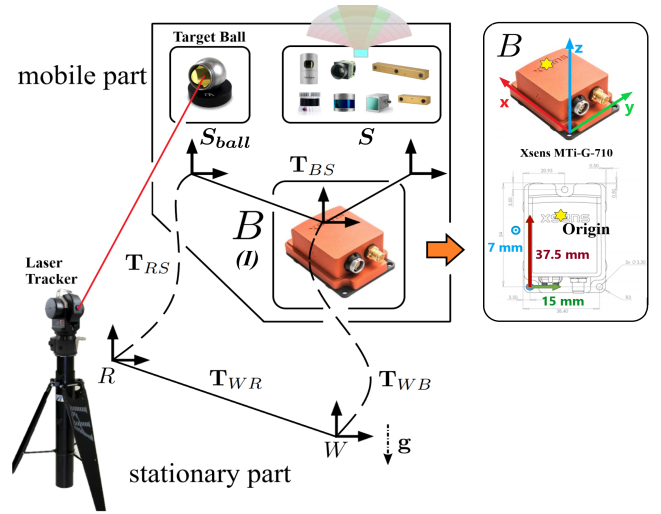 Target Ball
mobile part
S_ball
S
T_BS
B
(I)
T_RS
Laser
Tracker
R
T_WR
T_WB
W
g
stationary part
B
z
x
y
Xsens MTi-G-710
xsens
Origin
7 mm
37.5 mm
15 mm